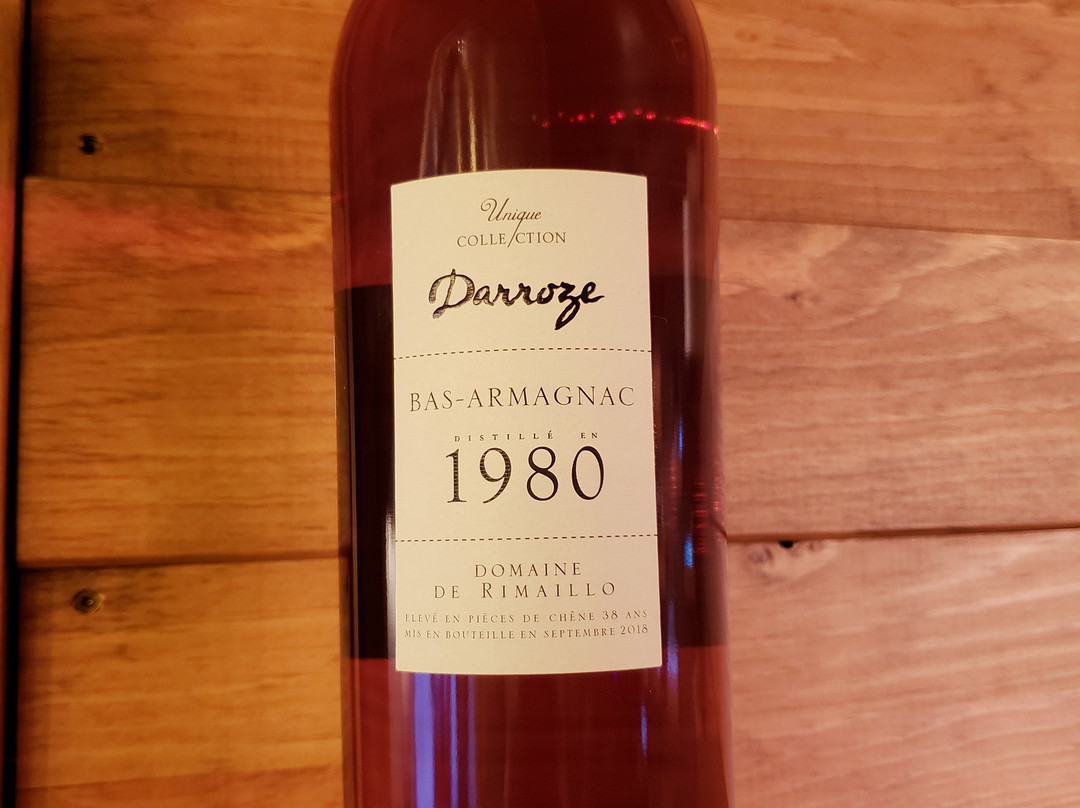 Unique
COLLECTION
Darroze
BAS-ARMAGNAC
DISTILLÉ EN
1980
DOMAINE
DE RIMAILLO
ELEVÉ EN PIÈCES DE CHÊNE 38 ANS
MIS EN BOUTEILLE EN SEPTEMBRE 2018